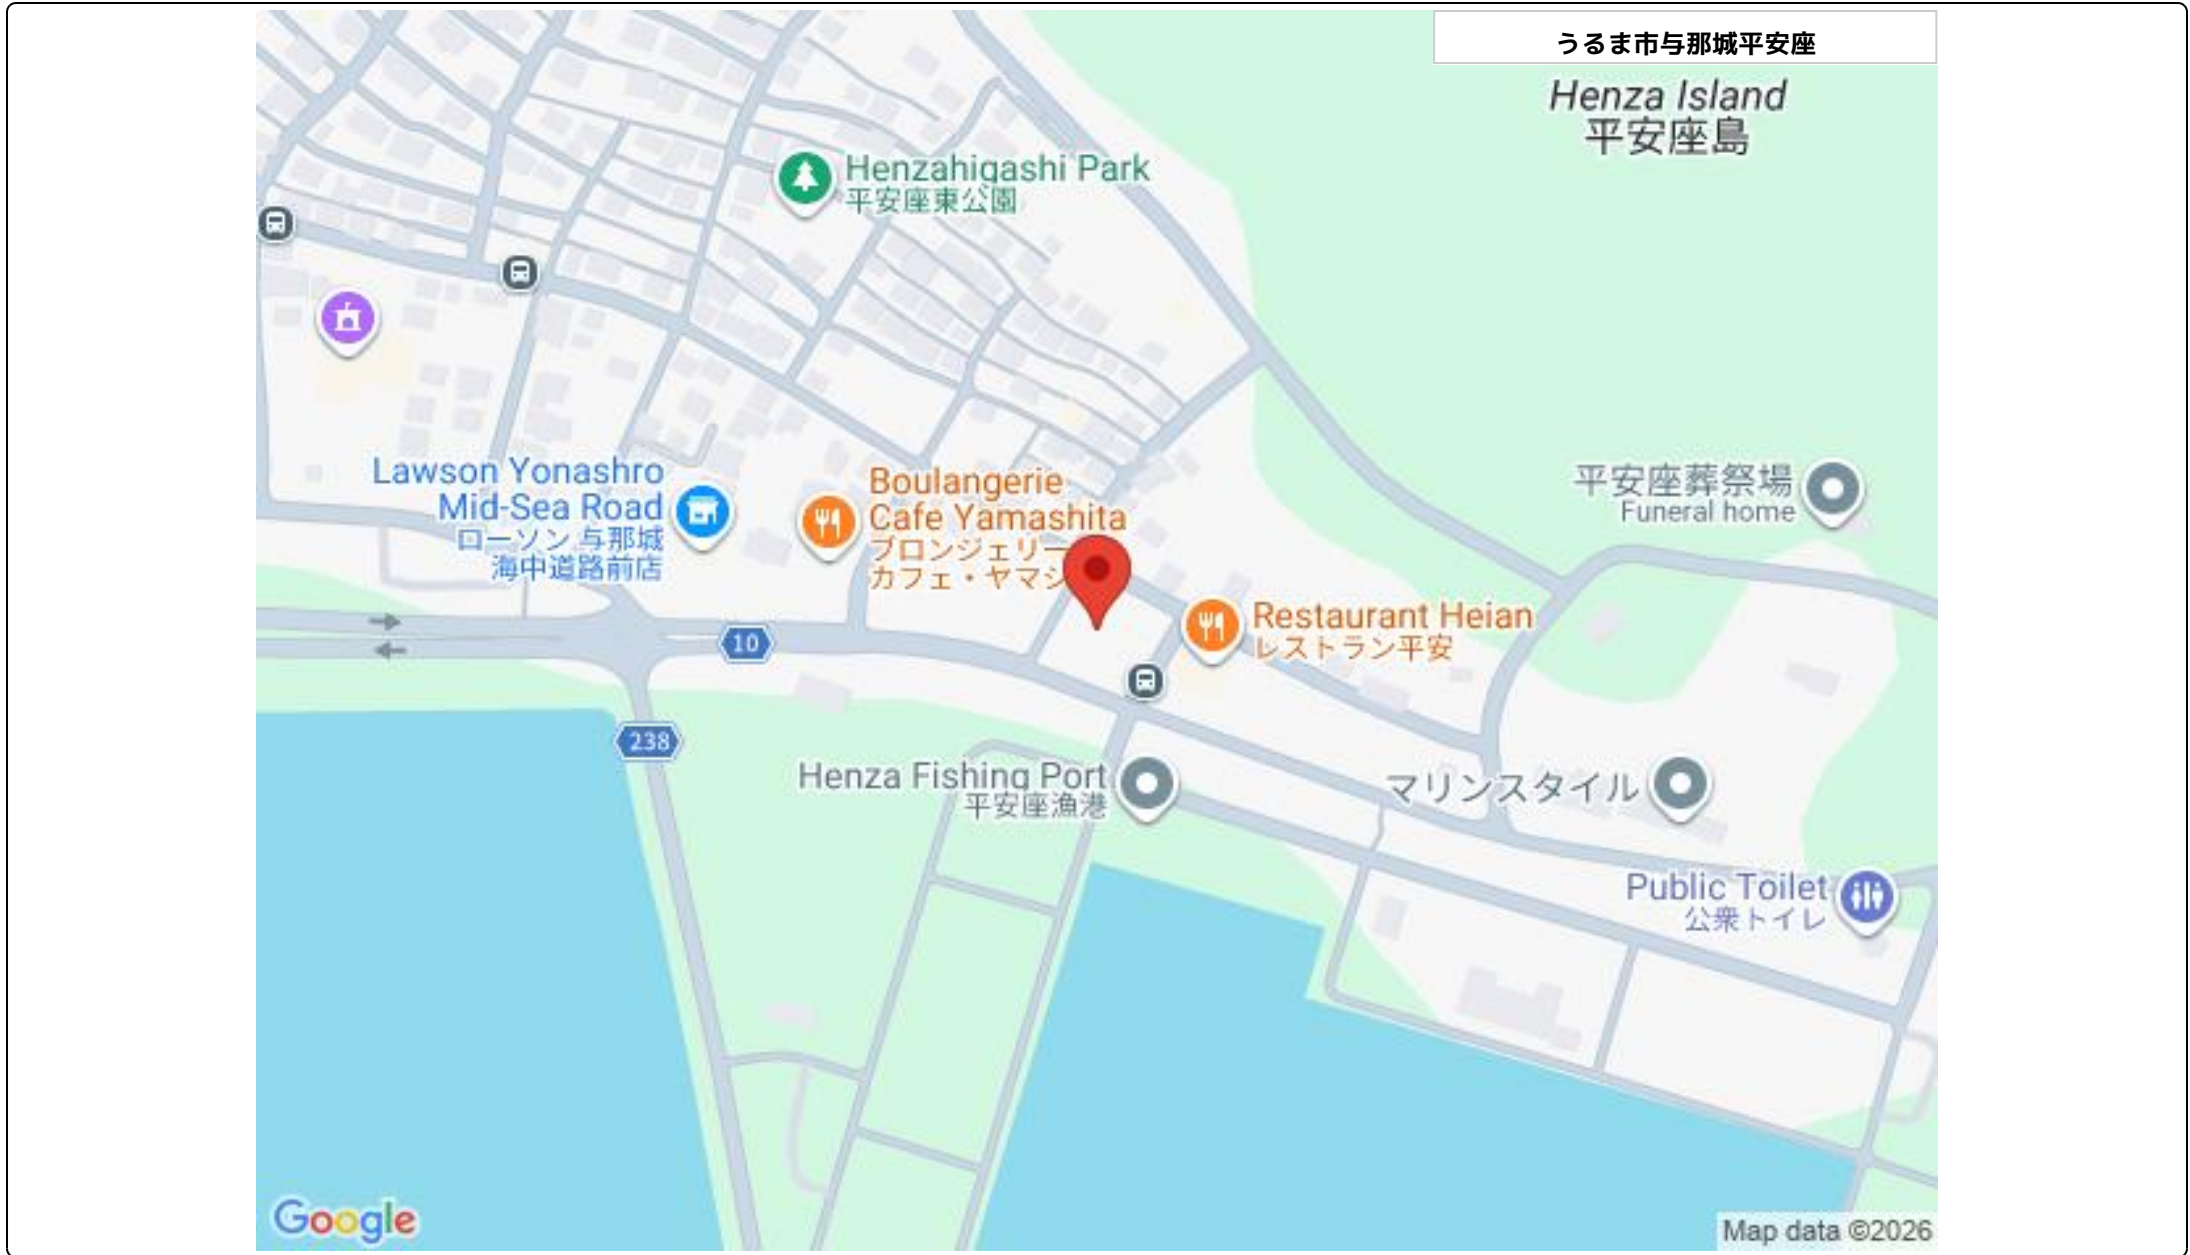 うるま市与那城平安座
Henza Island
平安座島
Henzahigashi Park
平安座東公園
Lawson Yonashro
Mid-Sea Road
ローソン 与那城
海中道路前店
Boulangerie
Cafe Yamashita
ブロンジェリー
カフェ・ヤマシ
平安座葬祭場
Funeral home
Restaurant Heian
レストラン平安
10
238
Henza Fishing Port
平安座漁港
マリンスタイル
Public Toilet
公衆トイレ
Google
Map data ©2026